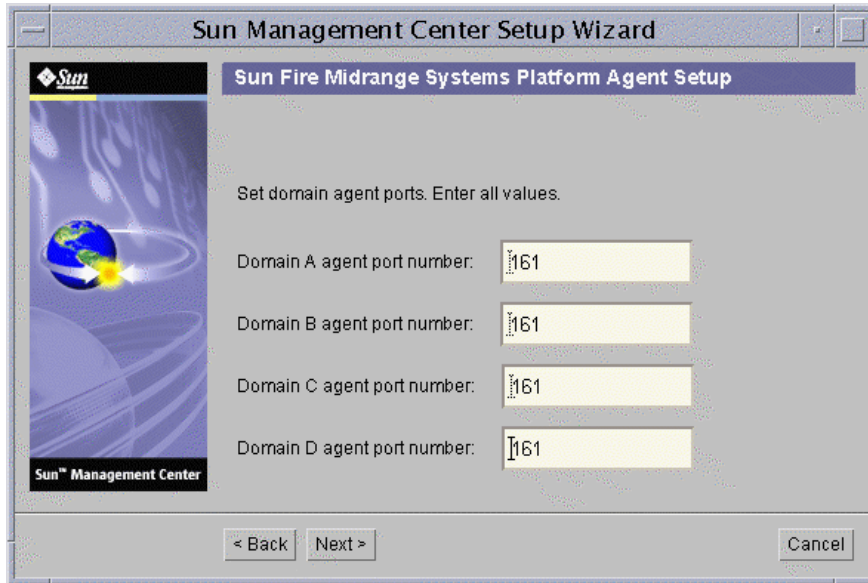 Sun Management Center Setup Wizard
Sun
Sun Fire Midrange Systems Platform Agent Setup
Set domain agent ports. Enter all values.
Domain A agent port number: 161
Domain B agent port number: 161
Domain C agent port number: 161
Domain D agent port number: 161
Sun™ Management Center
< Back Next > Cancel